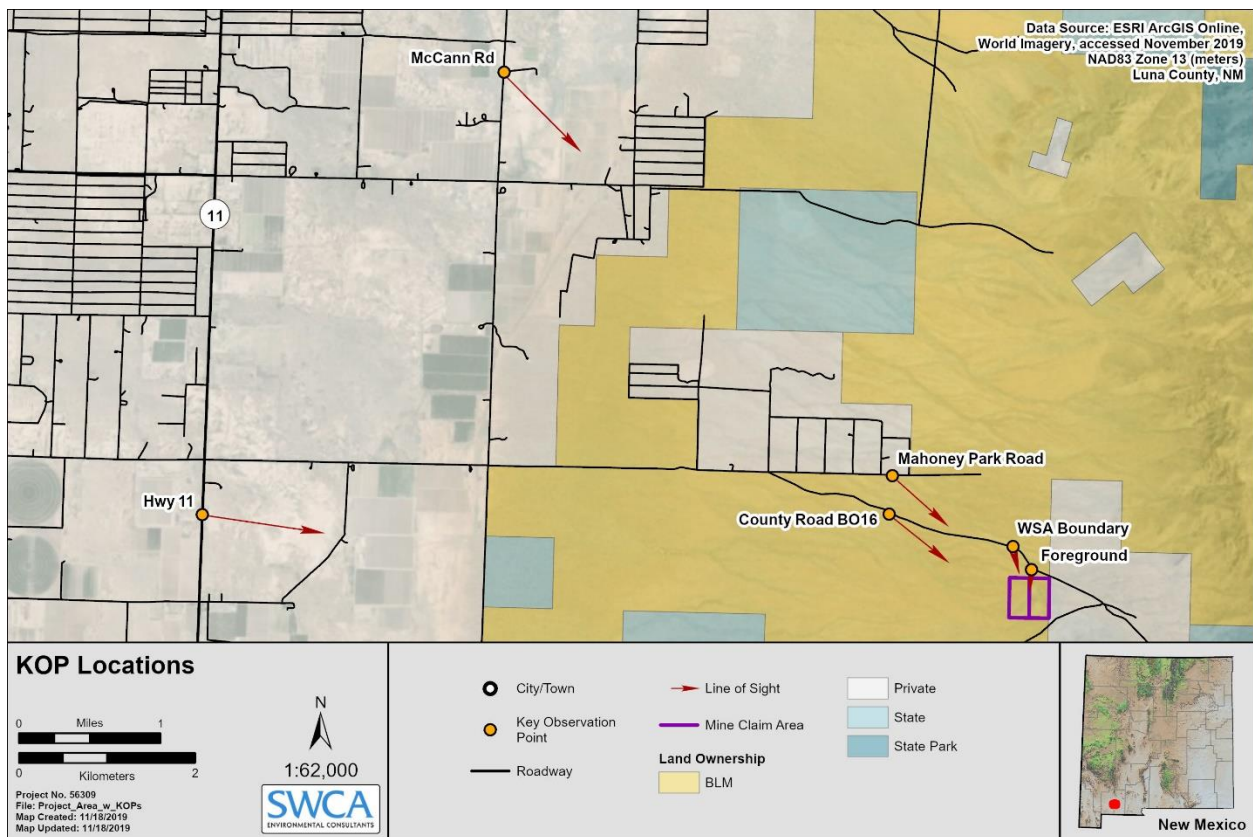 Data Source: ESRI ArcGIS Online,
World Imagery, accessed November 2019
NAD83 Zone 13 (meters)
Luna County, NM
McCann Rd
11
Mahoney Park Road
Hwy 11
County Road BO16
WSA Boundary
Foreground
KOP Locations
0 Miles 1
0 Kilometers 2
N
1:62,000
Project No. 56309
File: Project_Area_w_KOPs
Map Created: 11/18/2019
Map Updated: 11/18/2019
SWCA
ENVIRONMENTAL CONSULTANTS
City/Town
Key Observation
Point
Roadway
Line of Sight
Mine Claim Area
Land Ownership
BLM
Private
State
State Park
New Mexico